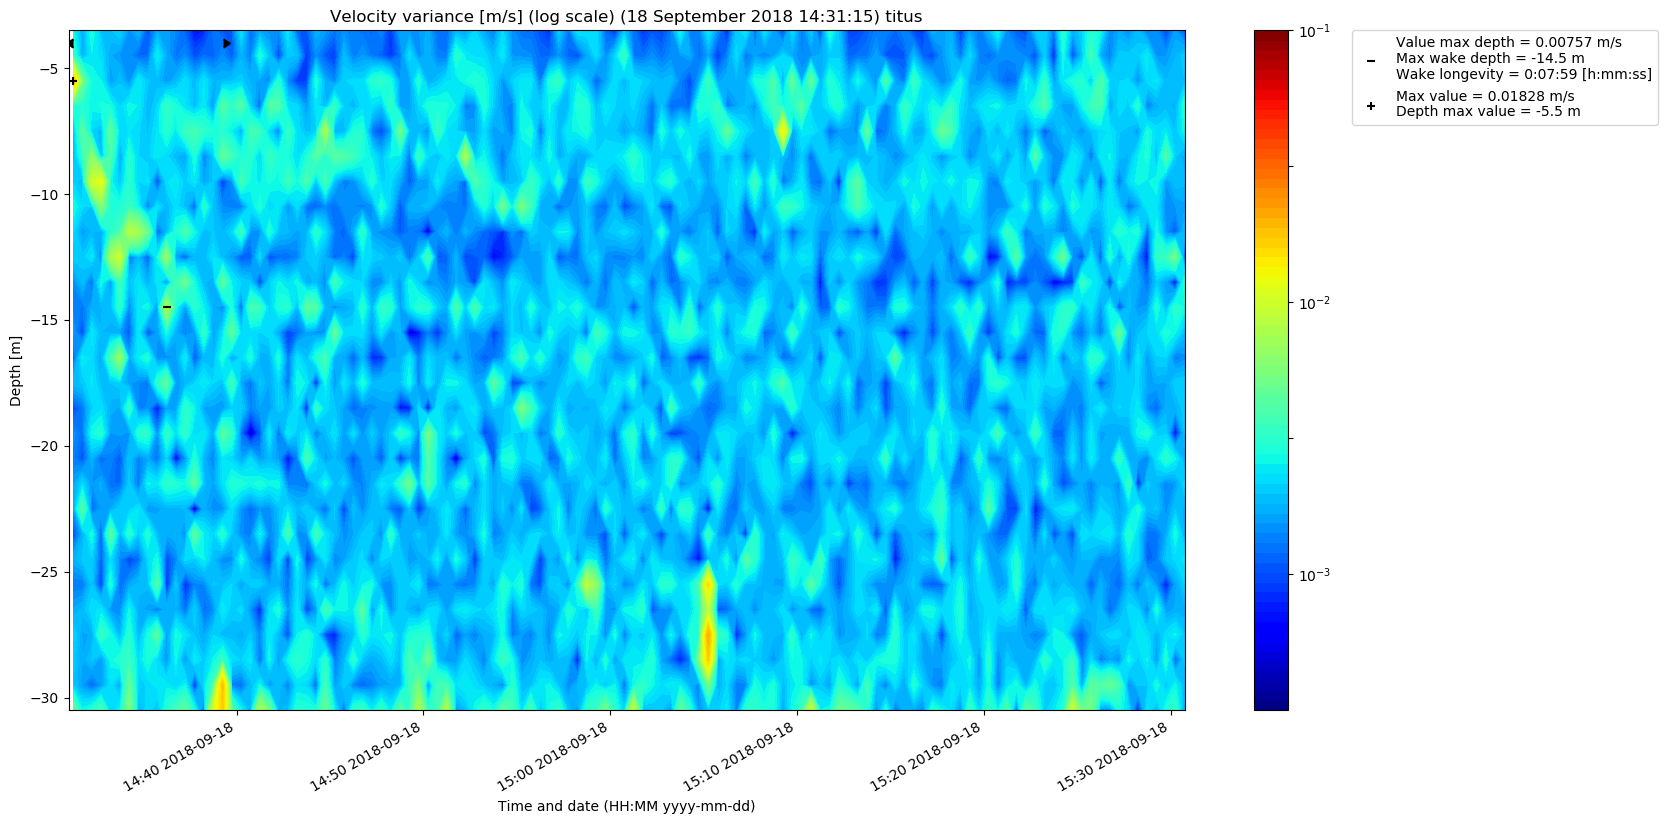 Velocity variance [m/s] (log scale) (18 September 2018 14:31:15) titus
Value max depth = 0.00757 m/s
Max wake depth = -14.5 m
Wake longevity = 0:07:59 [h:mm:ss]
Max value = 0.01828 m/s
Depth max value = -5.5 m
10⁻¹
10⁻²
10⁻³
Depth [m]
−5
−10
−15
−20
−25
−30
14:40 2018-09-18
14:50 2018-09-18
15:00 2018-09-18
15:10 2018-09-18
15:20 2018-09-18
15:30 2018-09-18
Time and date (HH:MM yyyy-mm-dd)